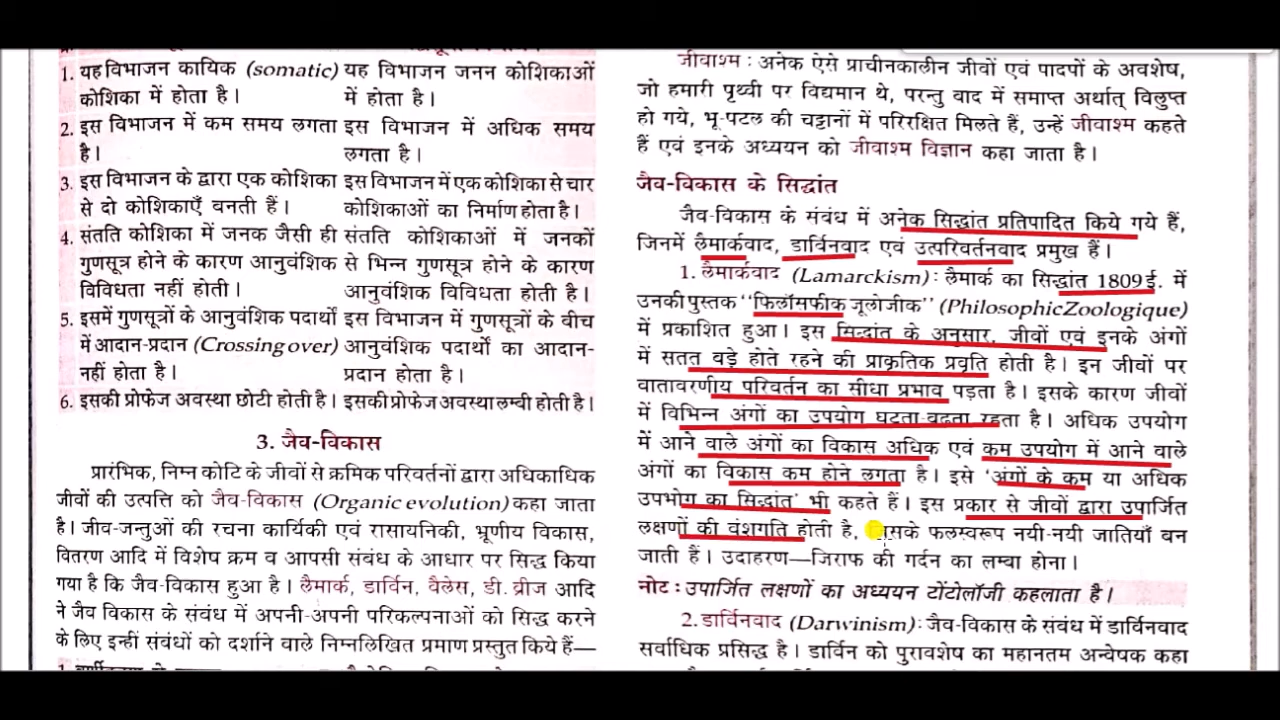 1. यह विभाजन कायिक (somatic) यह विभाजन जनन कोशिकाओं
कोशिका में होता है। में होता है।
2. इस विभाजन में कम समय लगता इस विभाजन में अधिक समय
है। लगता है।
3. इस विभाजन के द्वारा एक कोशिका इस विभाजन में एक कोशिका से चार
से दो कोशिकाएँ बनती हैं। कोशिकाओं का निर्माण होता है।
4. संतति कोशिका में जनक जैसी ही संतति कोशिकाओं में जनकों
गुणसूत्र होने के कारण आनुवंशिक से भिन्न गुणसूत्र होने के कारण
विविधता नहीं होती। आनुवंशिक विविधता होती है।
5. इसमें गुणसूत्रों के आनुवंशिक पदार्थों इस विभाजन में गुणसूत्रों के बीच
में आदान-प्रदान (Crossing over) आनुवंशिक पदार्थों का आदान-
नहीं होता है। प्रदान होता है।
6. इसकी प्रोफेज अवस्था छोटी होती है। इसकी प्रोफेज अवस्था लम्बी होती है।
3. जैव-विकास
प्रारंभिक, निम्न कोटि के जीवों से क्रमिक परिवर्तनों द्वारा अधिकाधिक
जीवों की उत्पत्ति को जैव-विकास (Organic evolution) कहा जाता
है। जीव-जन्तुओं की रचना कार्यिकी एवं रासायनिकी, भ्रूणीय विकास,
वितरण आदि में विशेष क्रम व आपसी संबंध के आधार पर सिद्ध किया
गया है कि जैव-विकास हुआ है। लैमार्क, डार्विन, वैलेस, डी. व्रीज आदि
ने जैव विकास के संबंध में अपनी-अपनी परिकल्पनाओं को सिद्ध करने
के लिए इन्हीं संबंधों को दर्शाने वाले निम्नलिखित प्रमाण प्रस्तुत किये हैं—
जीवाश्म : अनेक ऐसे प्राचीनकालीन जीवों एवं पादपों के अवशेष,
जो हमारी पृथ्वी पर विद्यमान थे, परन्तु वाद में समाप्त अर्थात् विलुप्त
हो गये, भू-पटल की चट्टानों में परिरक्षित मिलते हैं, उन्हें जीवाश्म कहते
हैं एवं इनके अध्ययन को जीवाश्म विज्ञान कहा जाता है।
जैव-विकास के सिद्धांत
जैव-विकास के संबंध में अनेक सिद्धांत प्रतिपादित किये गये हैं,
जिनमें लैमार्कवाद, डार्विनवाद एवं उत्परिवर्तनवाद प्रमुख हैं।
1. लैमार्कवाद (Lamarckism) : लैमार्क का सिद्धांत 1809 ई. में
उनकी पुस्तक ''फिलॉसफीक जूलोजीक'' (Philosophic Zoologique)
में प्रकाशित हुआ। इस सिद्धांत के अनुसार, जीवों एवं इनके अंगों
में सतत वड़े होते रहने की प्राकृतिक प्रवृति होती है। इन जीवों पर
वातावरणीय परिवर्तन का सीधा प्रभाव पड़ता है। इसके कारण जीवों
में विभिन्न अंगों का उपयोग घटता-बढ़ता रहता है। अधिक उपयोग
में आने वाले अंगों का विकास अधिक एवं कम उपयोग में आने वाले
अंगों का विकास कम होने लगता है। इसे 'अंगों के कम या अधिक
उपभोग का सिद्धांत' भी कहते हैं। इस प्रकार से जीवों द्वारा उपार्जित
लक्षणों की वंशगति होती है, फलस्वरूप नयी-नयी जातियाँ बन
जाती हैं। उदाहरण—जिराफ की गर्दन का लम्बा होना।
नोट : उपार्जित लक्षणों का अध्ययन टोंटोलॉजी कहलाता है।
2. डार्विनवाद (Darwinism) : जैव-विकास के संबंध में डार्विनवाद
सर्वाधिक प्रसिद्ध है। डार्विन को पुरावशेष का महानतम अन्वेषक कहा